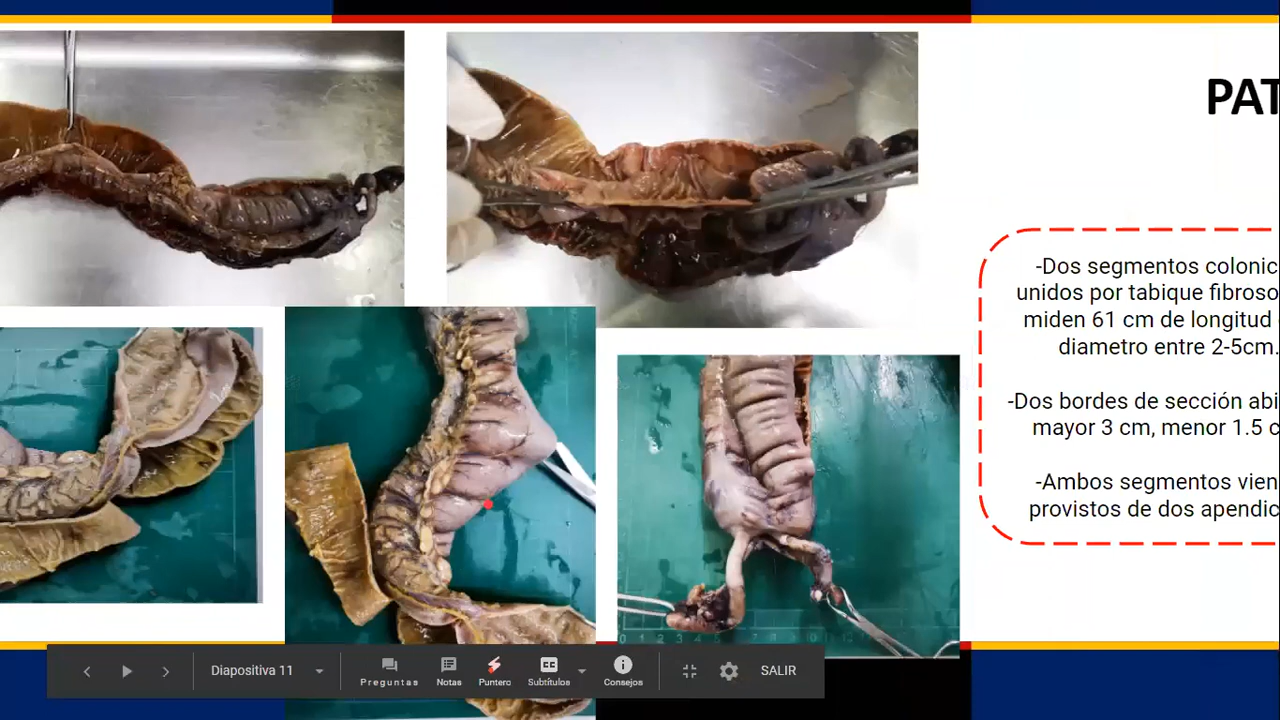 PAT
-Dos segmentos colonic
unidos por tabique fibroso
miden 61 cm de longitud
diametro entre 2-5cm.
-Dos bordes de sección abi
mayor 3 cm, menor 1.5 c
-Ambos segmentos vien
provistos de dos apendic
Diapositiva 11
Preguntas
Notas
Puntero
CC
Subtítulos
Consejos
SALIR